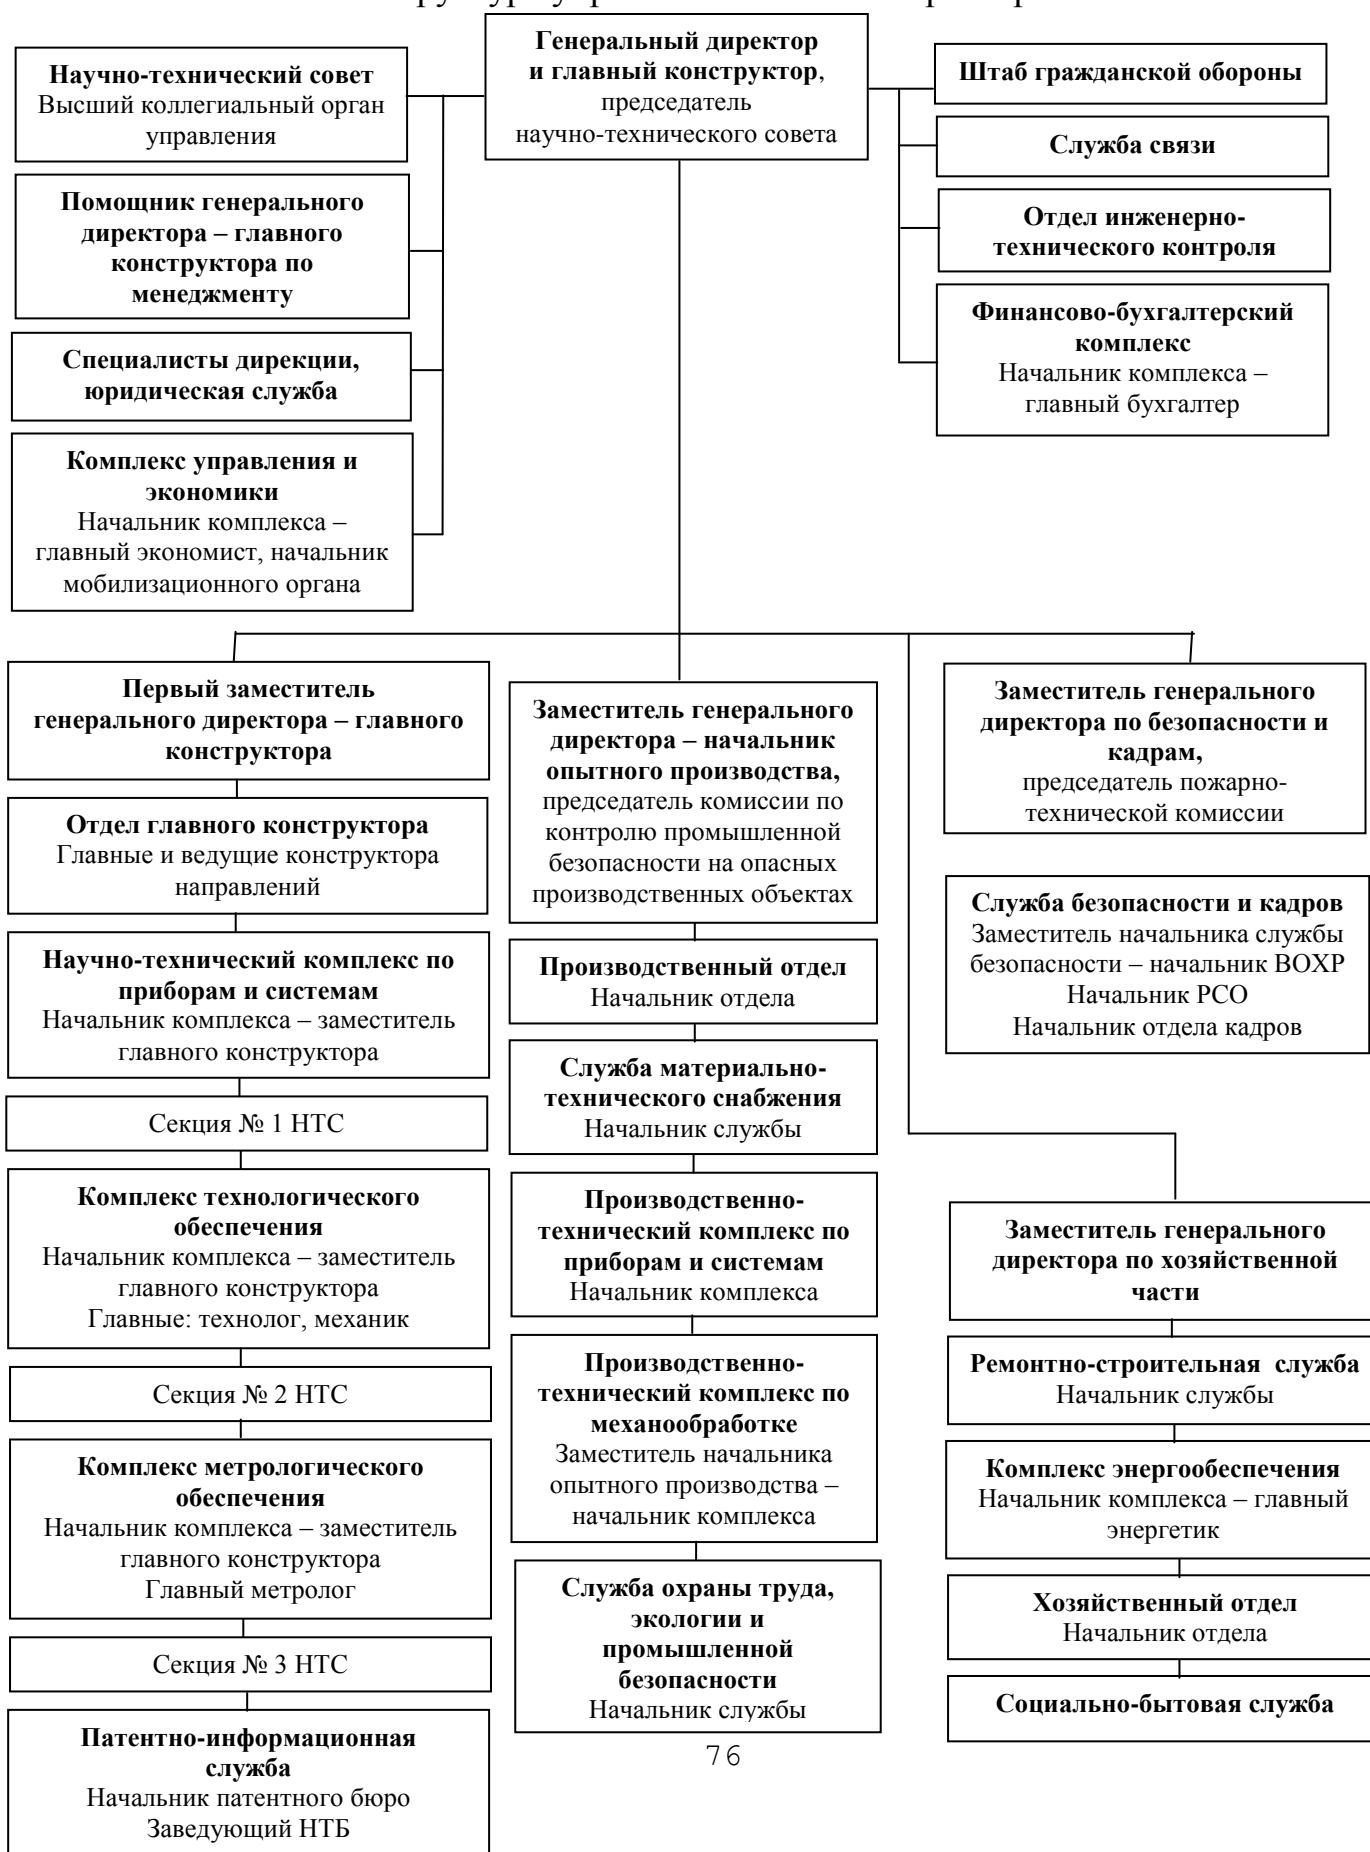 Генеральный директор
и главный конструктор,
председатель
научно-технического совета
Научно-технический совет
Высший коллегиальный орган
управления
Помощник генерального
директора – главного
конструктора по
менеджменту
Специалисты дирекции,
юридическая служба
Комплекс управления и
экономики
Начальник комплекса –
главный экономист, начальник
мобилизационного органа
Штаб гражданской обороны
Служба связи
Отдел инженерно-
технического контроля
Финансово-бухгалтерский
комплекс
Начальник комплекса –
главный бухгалтер
Первый заместитель
генерального директора – главного
конструктора
Отдел главного конструктора
Главные и ведущие конструктора
направлений
Научно-технический комплекс по
приборам и системам
Начальник комплекса – заместитель
главного конструктора
Секция № 1 НТС
Комплекс технологического
обеспечения
Начальник комплекса – заместитель
главного конструктора
Главные: технолог, механик
Секция № 2 НТС
Комплекс метрологического
обеспечения
Начальник комплекса – заместитель
главного конструктора
Главный метролог
Секция № 3 НТС
Патентно-информационная
служба
Начальник патентного бюро
Заведующий НТБ
Заместитель генерального
директора – начальник
опытного производства,
председатель комиссии по
контролю промышленной
безопасности на опасных
производственных объектах
Производственный отдел
Начальник отдела
Служба материально-
технического снабжения
Начальник службы
Производственно-
технический комплекс по
приборам и системам
Начальник комплекса
Производственно-
технический комплекс по
механообработке
Заместитель начальника
опытного производства –
начальник комплекса
Служба охраны труда,
экологии и
промышленной
безопасности
Начальник службы
Заместитель генерального
директора по безопасности и
кадрам,
председатель пожарно-
технической комиссии
Служба безопасности и кадров
Заместитель начальника службы
безопасности – начальник ВОХР
Начальник РСО
Начальник отдела кадров
Заместитель генерального
директора по хозяйственной
части
Ремонтно-строительная служба
Начальник службы
Комплекс энергообеспечения
Начальник комплекса – главный
энергетик
Хозяйственный отдел
Начальник отдела
Социально-бытовая служба
76